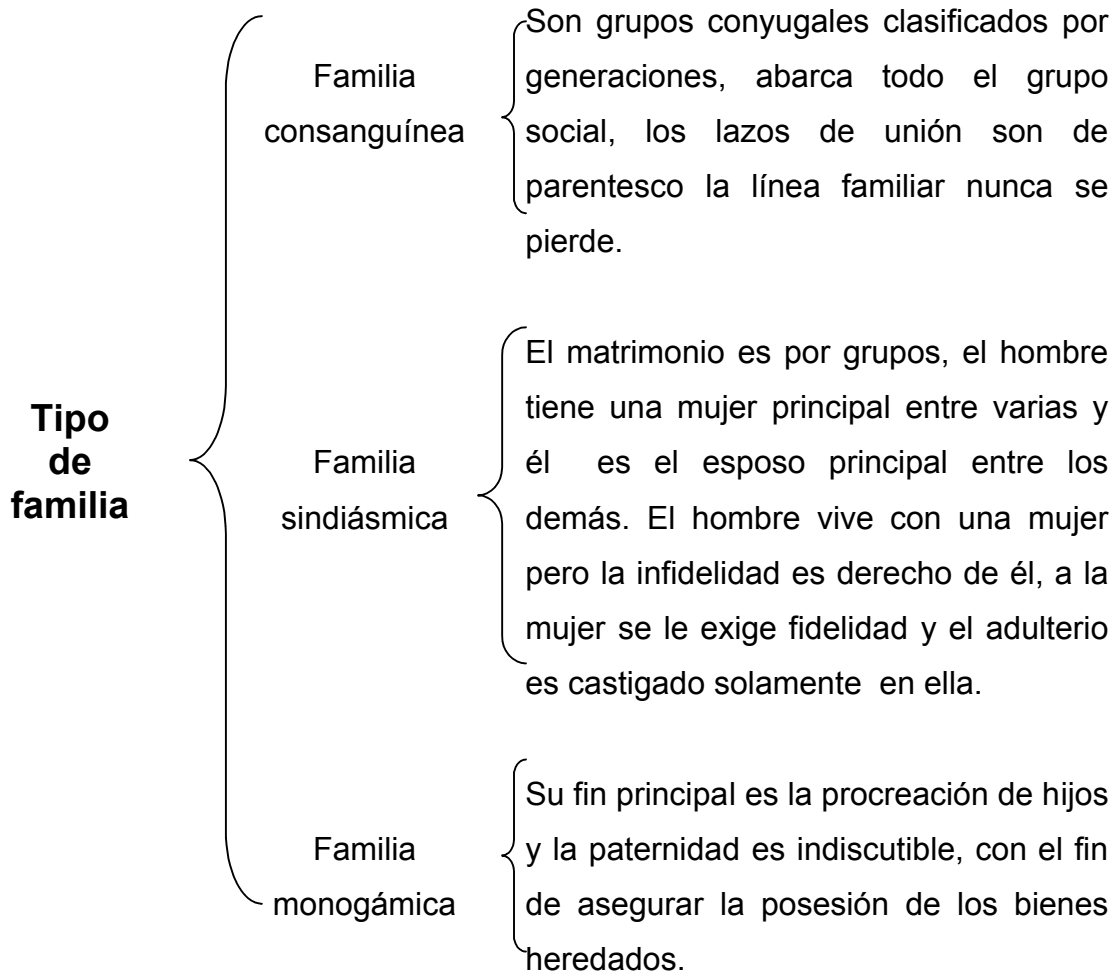 Tipo
de
familia
Familia
consanguínea
Son grupos conyugales clasificados por
generaciones, abarca todo el grupo
social, los lazos de unión son de
parentesco la línea familiar nunca se
pierde.
Familia
sindiásmica
El matrimonio es por grupos, el hombre
tiene una mujer principal entre varias y
él es el esposo principal entre los
demás. El hombre vive con una mujer
pero la infidelidad es derecho de él, a la
mujer se le exige fidelidad y el adulterio
es castigado solamente en ella.
Familia
monogámica
Su fin principal es la procreación de hijos
y la paternidad es indiscutible, con el fin
de asegurar la posesión de los bienes
heredados.